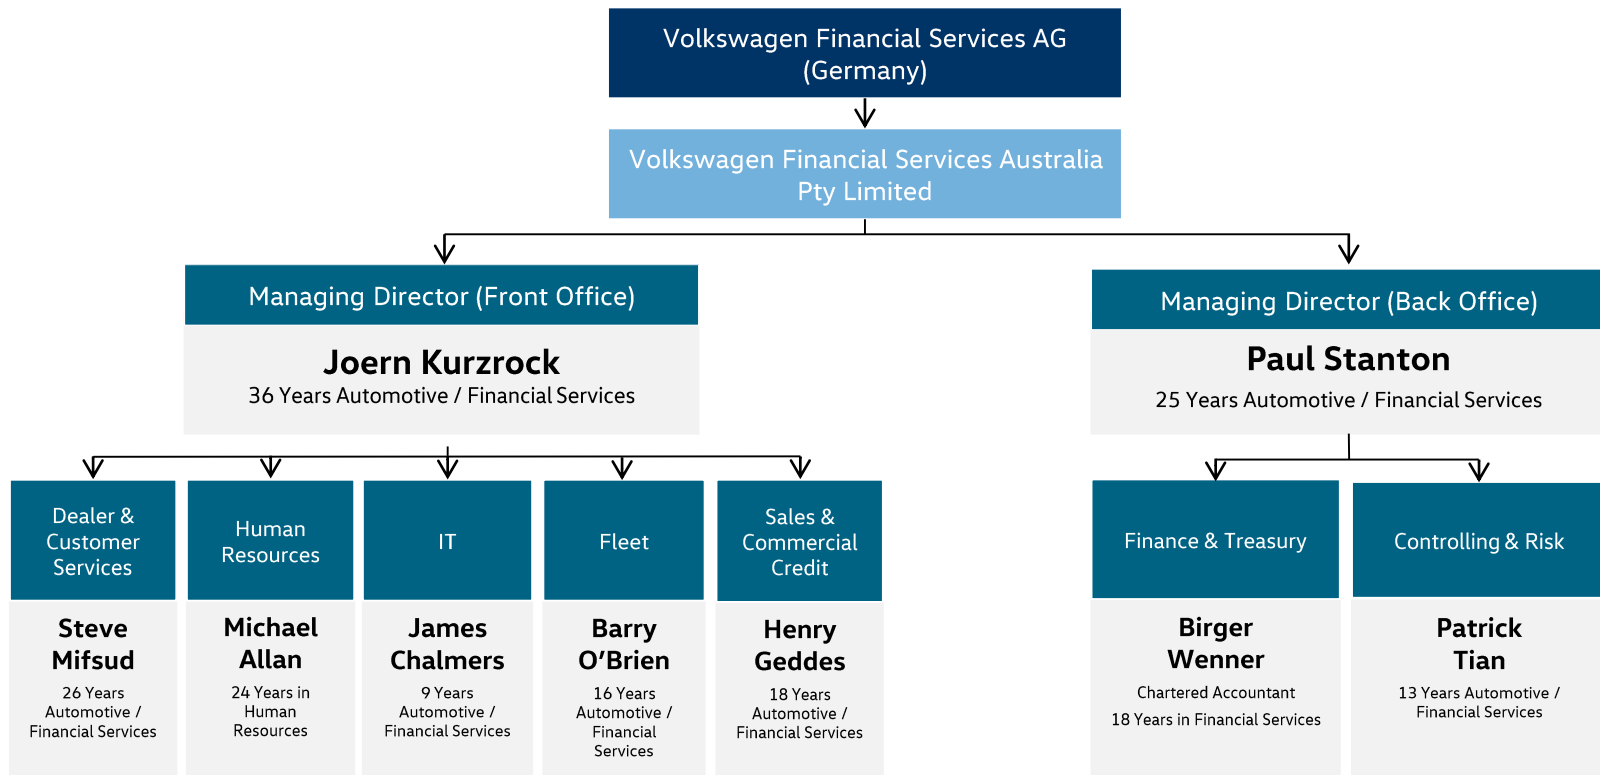 Volkswagen Financial Services AG
(Germany)
Volkswagen Financial Services Australia
Pty Limited
Managing Director (Front Office)
Joern Kurzrock
36 Years Automotive / Financial Services
Managing Director (Back Office)
Paul Stanton
25 Years Automotive / Financial Services
Dealer &
Customer
Services
Steve
Mifsud
26 Years
Automotive /
Financial Services
Human
Resources
Michael
Allan
24 Years in
Human
Resources
IT
James
Chalmers
9 Years
Automotive /
Financial Services
Fleet
Barry
O’Brien
16 Years
Automotive /
Financial
Services
Sales &
Commercial
Credit
Henry
Geddes
18 Years
Automotive /
Financial Services
Finance & Treasury
Birger
Wenner
Chartered Accountant
18 Years in Financial Services
Controlling & Risk
Patrick
Tian
13 Years Automotive /
Financial Services